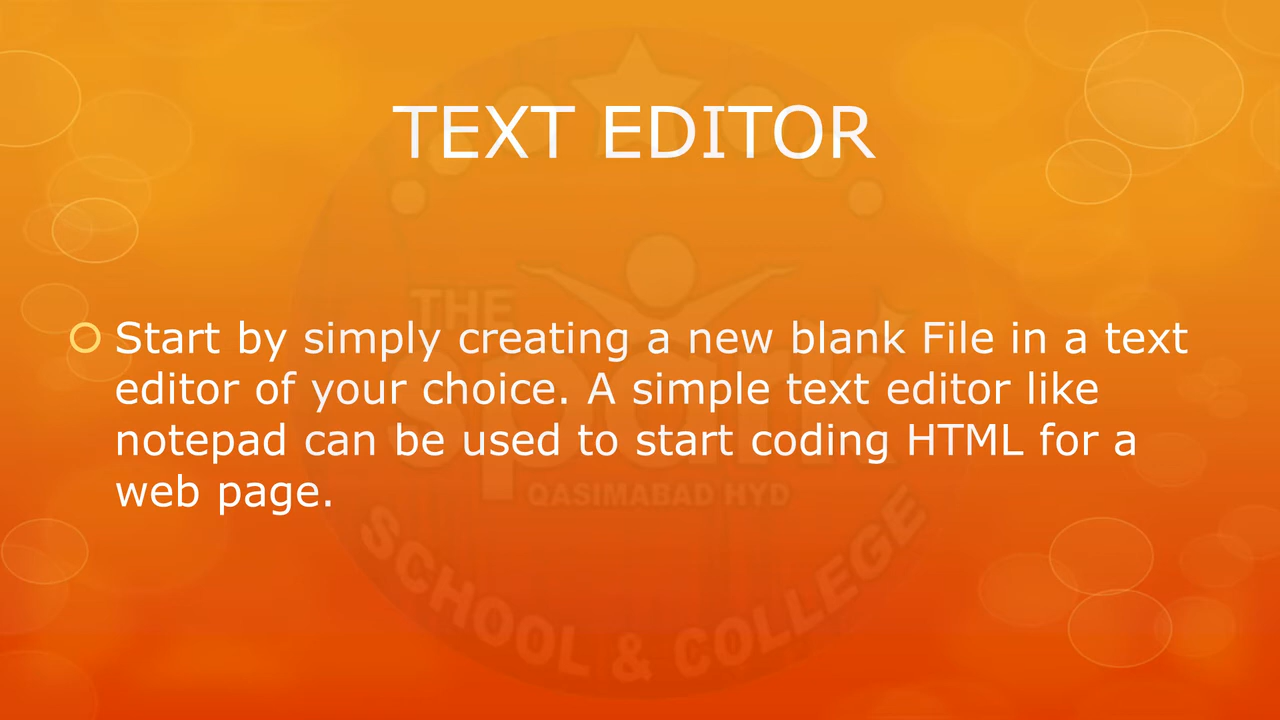 TEXT EDITOR
Start by simply creating a new blank File in a text
editor of your choice. A simple text editor like
notepad can be used to start coding HTML for a
web page.
THE
spark
QASIMABAD HYD
SCHOOL & COLLEGE